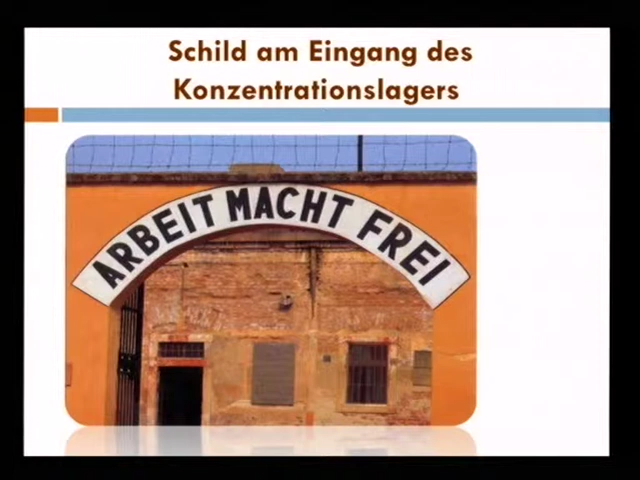 Schild am Eingang des
Konzentrationslagers
ARBEIT MACHT FREI